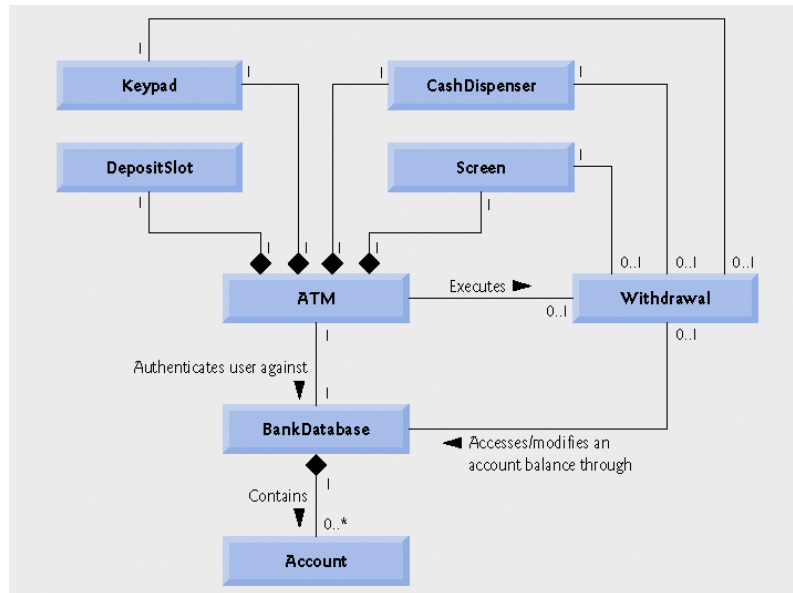 1
1
Keypad
1
1
CashDispenser
1
DepositSlot
Screen
1
1
1
1
1
1
1
0..1
0..1
0..1
ATM
Executes
Withdrawal
0..1
1
0..1
Authenticates user against
1
BankDatabase
Accesses/modifies an
account balance through
1
Contains
0..*
Account